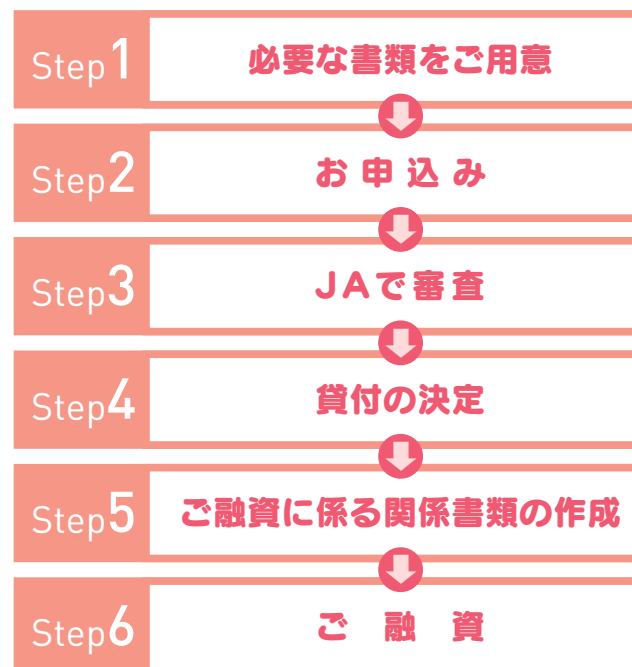 Step1 必要な書類をご用意
Step2 お申込み
Step3 JAで審査
Step4 貸付の決定
Step5 ご融資に係る関係書類の作成
Step6 ご融資